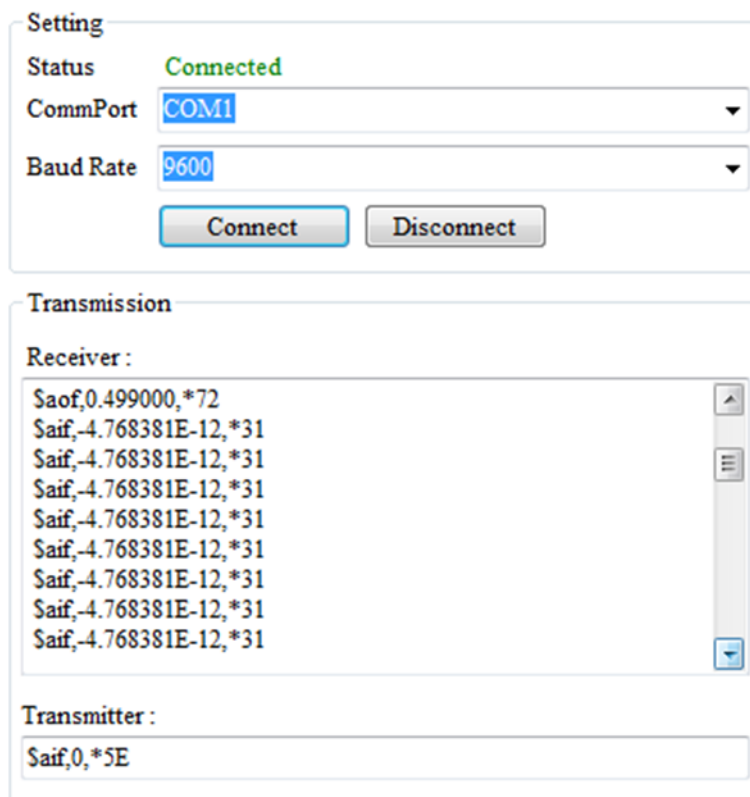 Setting
Status Connected
CommPort COM1
Baud Rate 9600
Connect Disconnect
Transmission
Receiver :
$aof,0.499000,*72
$aif,-4.768381E-12,*31
$aif,-4.768381E-12,*31
$aif,-4.768381E-12,*31
$aif,-4.768381E-12,*31
$aif,-4.768381E-12,*31
$aif,-4.768381E-12,*31
$aif,-4.768381E-12,*31
$aif,-4.768381E-12,*31
Transmitter :
$aif,0,*5E